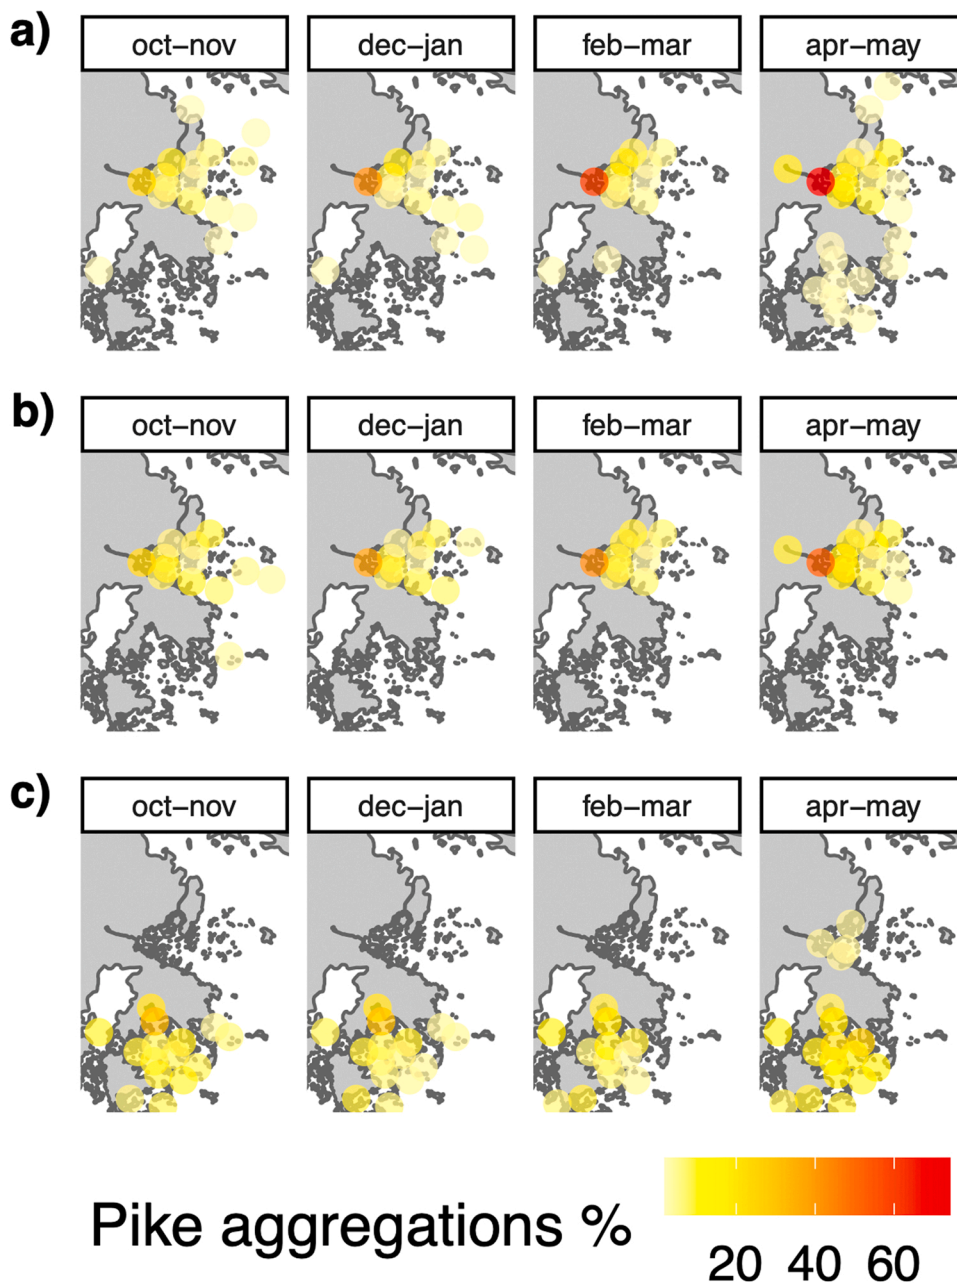 a)
oct–nov
dec–jan
feb–mar
apr–may
b)
oct–nov
dec–jan
feb–mar
apr–may
c)
oct–nov
dec–jan
feb–mar
apr–may
Pike aggregations %
20 40 60